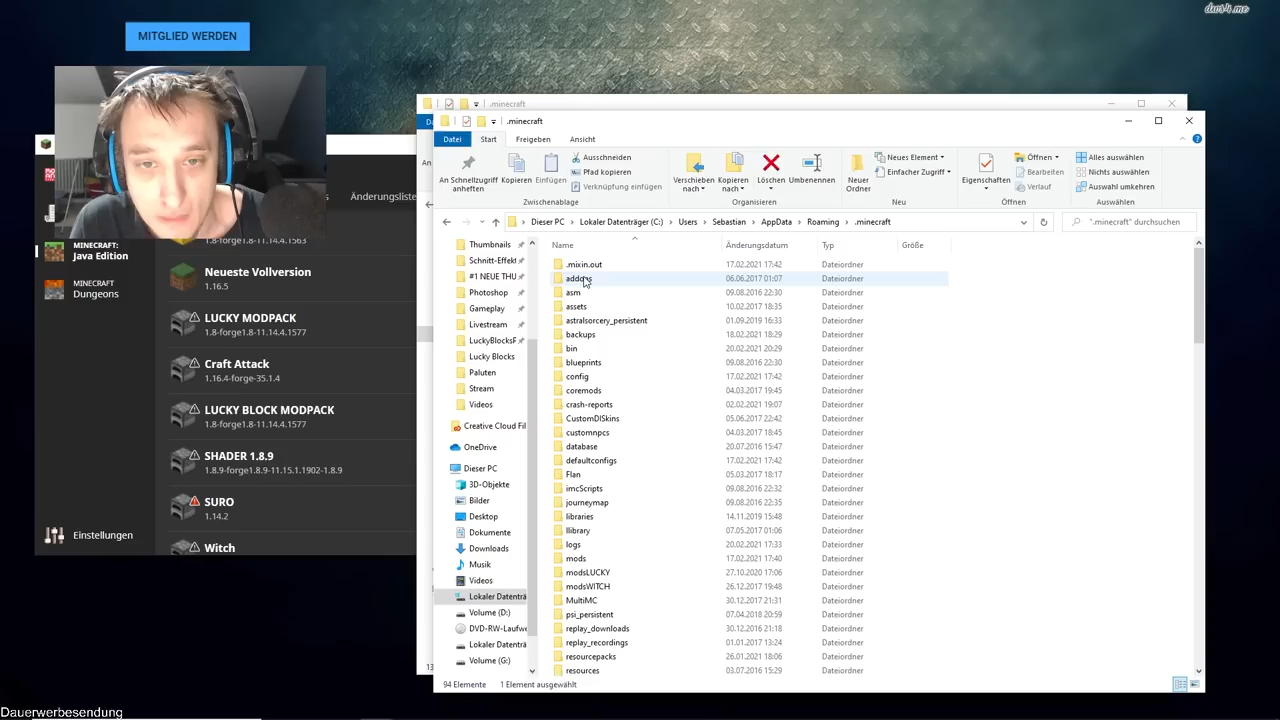 dws4.me
MITGLIED WERDEN
.minecraft
.minecraft
Datei
Start
Freigeben
Ansicht
An Schnellzugriff anheften
Kopieren
Einfügen
Ausschneiden
Pfad kopieren
Verknüpfung einfügen
Zwischenablage
Verschieben nach
Kopieren nach
Löschen
Umbenennen
Organisieren
Neuer Ordner
Neues Element
Einfacher Zugriff
Neu
Eigenschaften
Öffnen
Bearbeiten
Verlauf
Öffnen
Alles auswählen
Nichts auswählen
Auswahl umkehren
Auswählen
Dieser PC > Lokaler Datenträger (C:) > Users > Sebastian > AppData > Roaming > .minecraft
".minecraft" durchsuchen
Änderungsliste
MINECRAFT:
Java Edition
MINECRAFT
Dungeons
Einstellungen
1.8-forge1.8-11.14.4.1563
Neueste Vollversion
1.16.5
LUCKY MODPACK
1.8-forge1.8-11.14.4.1577
Craft Attack
1.16.4-forge-35.1.4
LUCKY BLOCK MODPACK
1.8-forge1.8-11.14.4.1577
SHADER 1.8.9
1.8.9-forge1.8.9-11.15.1.1902-1.8.9
SURO
1.14.2
Witch
Thumbnails
Schnitt-Effekt
#1 NEUE THU
Photoshop
Gameplay
Livestream
LuckyBlocksF
Lucky Blocks
Paluten
Stream
Videos
Creative Cloud Fil
OneDrive
Dieser PC
3D-Objekte
Bilder
Desktop
Dokumente
Downloads
Musik
Videos
Lokaler Datenträ
Volume (D:)
DVD-RW-Laufwe
Lokaler Datenträ
Volume (G:)
Name Änderungsdatum Typ Größe
.mixin.out 17.02.2021 17:42 Dateiordner
addons 06.06.2017 01:07 Dateiordner
asm 09.08.2016 22:30 Dateiordner
assets 10.02.2017 18:35 Dateiordner
astralsorcery_persistent 01.09.2019 16:33 Dateiordner
backups 18.02.2021 18:29 Dateiordner
bin 20.02.2021 20:29 Dateiordner
blueprints 09.08.2016 22:30 Dateiordner
config 17.02.2021 17:42 Dateiordner
coremods 04.03.2017 19:45 Dateiordner
crash-reports 02.02.2021 19:07 Dateiordner
CustomDISkins 05.06.2017 22:42 Dateiordner
customnpcs 04.03.2017 18:45 Dateiordner
database 20.07.2016 15:47 Dateiordner
defaultconfigs 17.02.2021 17:42 Dateiordner
Flan 05.03.2017 18:17 Dateiordner
imcScripts 09.08.2016 22:32 Dateiordner
journeymap 09.08.2016 22:35 Dateiordner
libraries 14.11.2019 15:48 Dateiordner
llibrary 07.05.2017 01:06 Dateiordner
logs 20.02.2021 17:33 Dateiordner
mods 17.02.2021 17:40 Dateiordner
modsLUCKY 27.10.2020 17:06 Dateiordner
modsWITCH 26.12.2017 19:48 Dateiordner
MultiMC 30.12.2017 21:31 Dateiordner
psi_persistent 07.04.2018 20:59 Dateiordner
replay_downloads 30.12.2016 21:18 Dateiordner
replay_recordings 01.01.2017 13:24 Dateiordner
resourcepacks 26.01.2021 18:06 Dateiordner
resources 03.07.2016 15:29 Dateiordner
94 Elemente 1 Element ausgewählt
Dauerwerbesendung